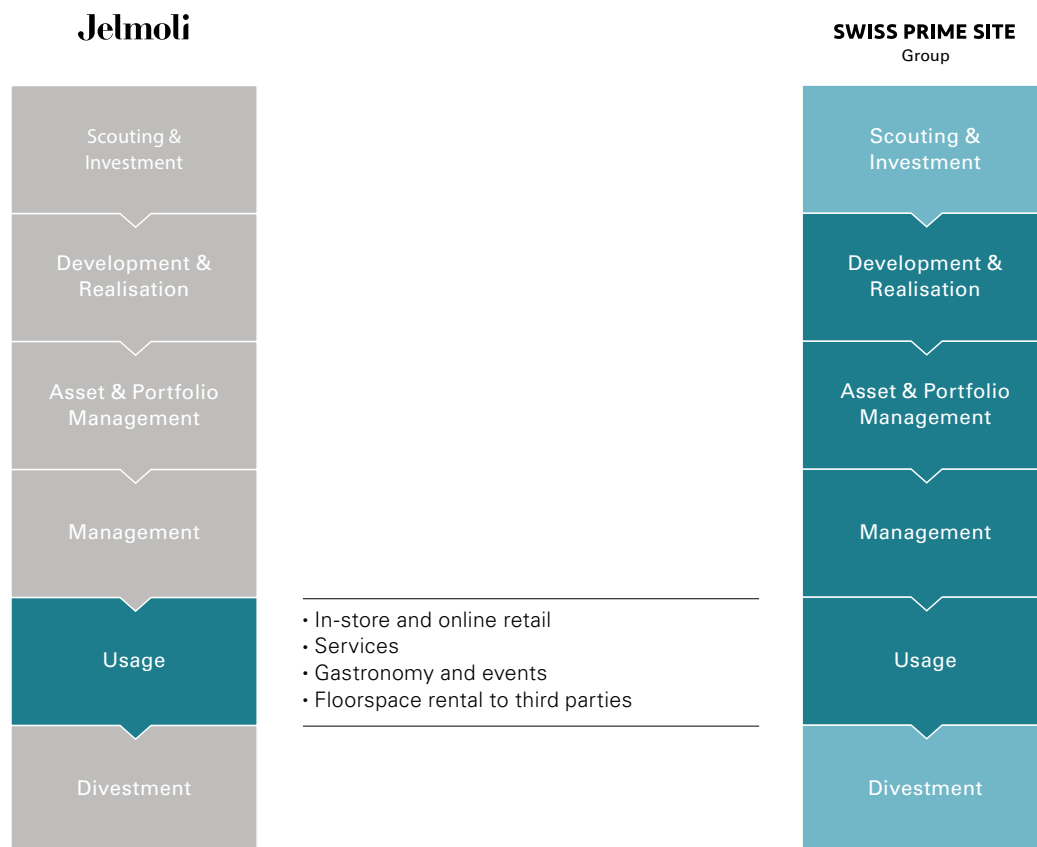 Jelmoli
Scouting &
Investment
Development &
Realisation
Asset & Portfolio
Management
Management
Usage
Divestment
• In-store and online retail
• Services
• Gastronomy and events
• Floorspace rental to third parties
SWISS PRIME SITE
Group
Scouting &
Investment
Development &
Realisation
Asset & Portfolio
Management
Management
Usage
Divestment